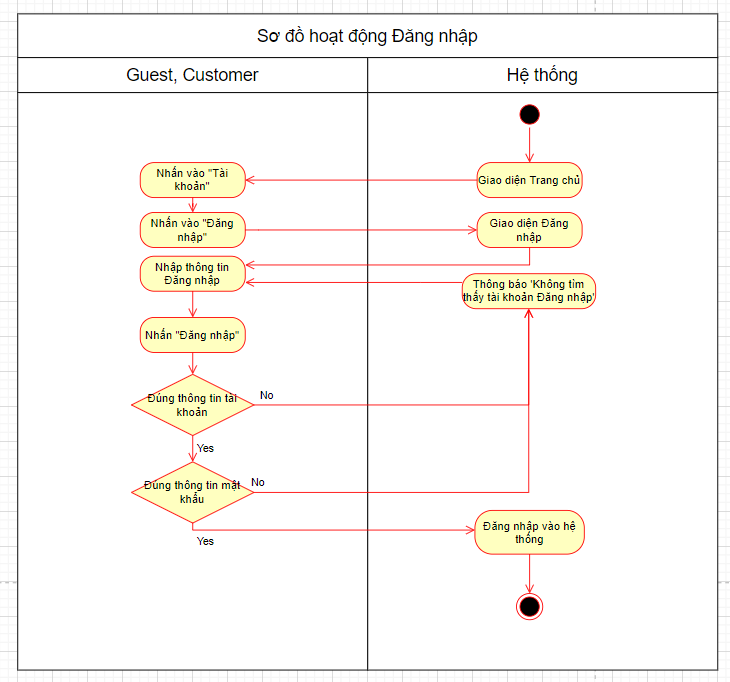 Sơ đồ hoạt động Đăng nhập
Guest, Customer
Hệ thống
Nhấn vào "Tài
khoản"
Giao diện Trang chủ
Nhấn vào "Đăng
nhập"
Giao diện Đăng
nhập
Nhập thông tin
Đăng nhập
Thông báo 'Không tìm
thấy tài khoản Đăng nhập'
Nhấn "Đăng nhập"
Đúng thông tin tài
khoản
No
Yes
Đúng thông tin mật
khẩu
No
Yes
Đăng nhập vào hệ
thống